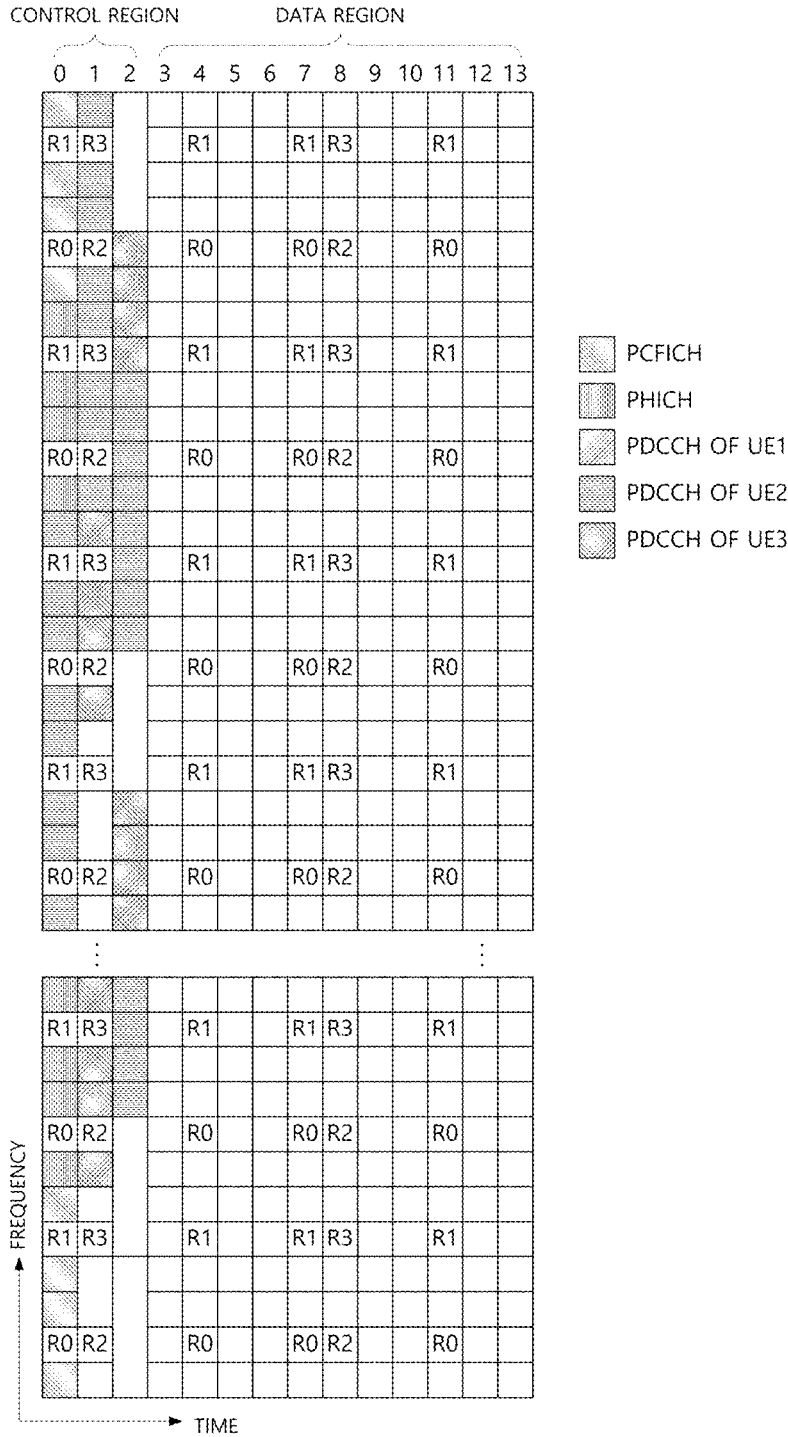 CONTROL REGION DATA REGION
0 1 2 3 4 5 6 7 8 9 10 11 12 13
R1 R3 R1 R1 R3 R1
R0 R2 R0 R0 R2 R0
R1 R3 R1 R1 R3 R1
PCFICH
PHICH
R0 R2 R0 R0 R2 R0
PDCCH OF UE1
PDCCH OF UE2
PDCCH OF UE3
R1 R3 R1 R1 R3 R1
R0 R2 R0 R0 R2 R0
R1 R3 R1 R1 R3 R1
R0 R2 R0 R0 R2 R0
R1 R3 R1 R1 R3 R1
R0 R2 R0 R0 R2 R0
R1 R3 R1 R1 R3 R1
R0 R2 R0 R0 R2 R0
FREQUENCY
TIME